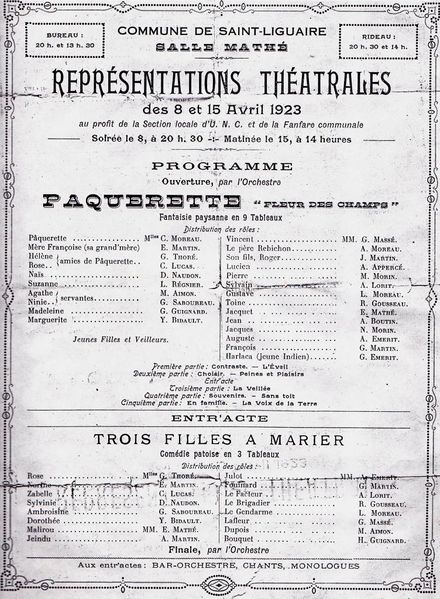 BUREAU :
20 h. et 13 h. 30
COMMUNE DE SAINT-LIGUAIRE
SALLE MATHÉ
RIDEAU :
20 h. 30 et 14 h.
REPRÉSENTATIONS THÉATRALES
des 8 et 15 Avril 1923
au profit de la Section locale d'U. N. C. et de la Fanfare communale
Soirée le 8, à 20 h. 30 — Matinée le 15, à 14 heures
PROGRAMME
Ouverture, par l'Orchestre
PAQUERETTE "FLEUR DES CHAMPS"
Fantaisie paysanne en 9 Tableaux
Distribution des rôles :
Pâquerette Mlles C. MOREAU.
Mère Françoise (sa grand'mère) E. MARTIN.
Hélène G. THORÉ.
Rose amies de Pâquerette C. LUCAS.
Naïs D. NAUDON.
Suzanne L. RÉGNIER.
Agathe M. AIMON.
Ninie servantes G. SABOUREAU.
Madeleine G. GUIGNARD.
Marguerite Y. BIDAULT.
Jeunes Filles et Veilleurs.
Vincent MM. G. MASSÉ.
Le père Rebichon A. MOREAU.
Son fils, Roger J. MARTIN.
Lucien A. APPERCÉ.
Pierre M. MORIN.
Sylvain A. LORIT.
Gustave L. MOREAU.
Toine R. GOUSSEAU.
Jacquet E. MATHÉ.
Jean A. BOUTIN.
Jacques N. MORIN.
Auguste A. EMERIT.
François G. MARTIN.
Harlaca (jeune Indien) G. EMERIT.
Première partie : Contraste. — L'Éveil
Deuxième partie : Choisir. — Peines et Plaisirs
Entr'acte
Troisième partie : La Veillée
Quatrième partie : Souvenirs. — Sans toit
Cinquième partie : En famille. — La Voix de la Terre
ENTR'ACTE
TROIS FILLES A MARIER
Comédie patoise en 3 Tableaux
Distribution des rôles :
Rose Mlles G. THORÉ.
E. MARTIN.
Zabelle C. LUCAS.
Sylvinie D. NAUDON.
Ambroisine G. SABOUREAU.
Dorothée Y. BIDAULT.
Malirou MM. E. MATHÉ.
Jeindu A. MARTIN.
Julot MM. A. EMERIT.
G. MARTIN.
Le Facteur A. LORIT.
Le Brigadier R. GOUSSEAU.
Le Gendarme L. MOREAU.
Lafleur G. MASSÉ.
Dupois M. AIMON.
Bouquet H. GUIGNARD.
Finale, par l'Orchestre
Aux entr'actes : BAR-ORCHESTRE, CHANTS, MONOLOGUES